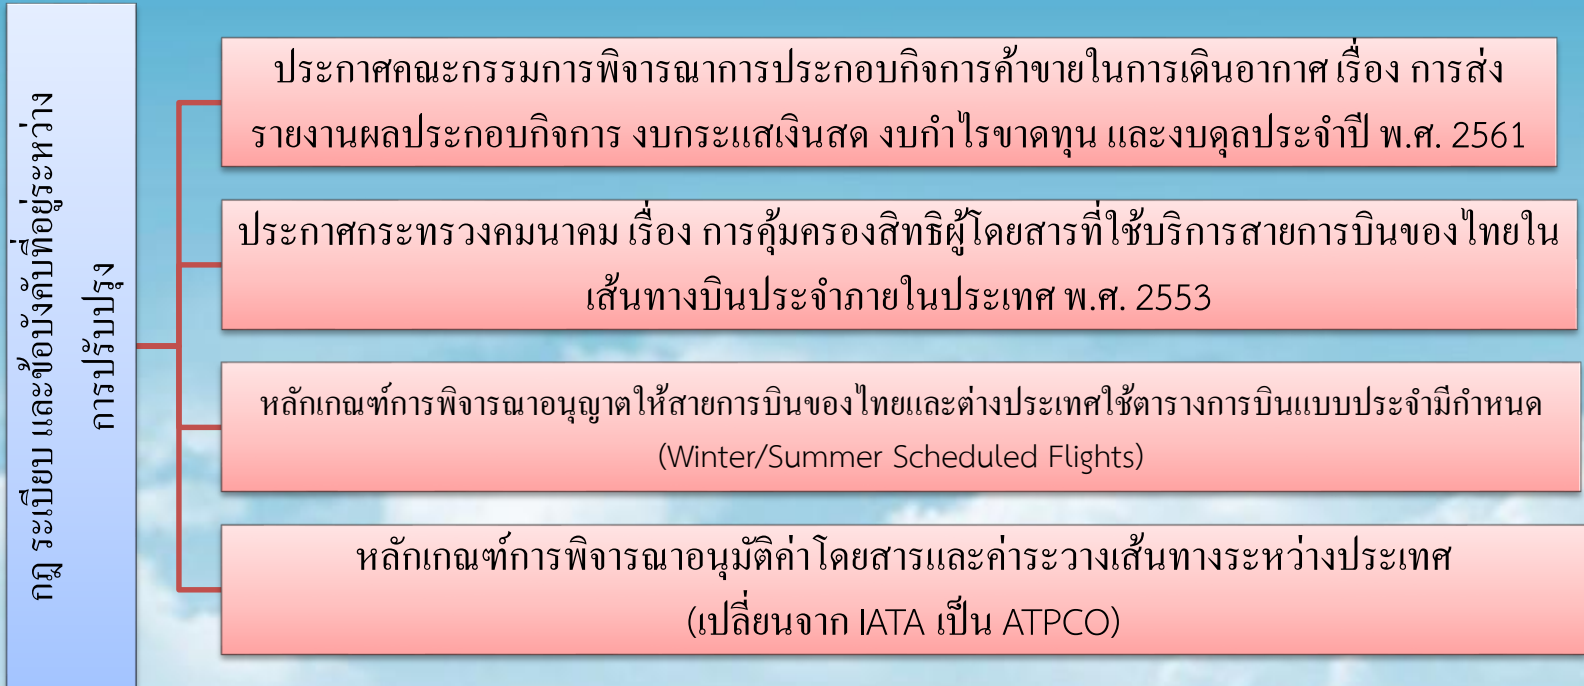 กฎ ระเบียบ และข้อบังคับที่อยู่ระหว่าง
การปรับปรุง
ประกาศคณะกรรมการพิจารณาการประกอบกิจการค้าขายในการเดินอากาศ เรื่อง การส่ง
รายงานผลประกอบกิจการ งบกระแสเงินสด งบกำไรขาดทุน และงบดุลประจำปี พ.ศ. 2561
ประกาศกระทรวงคมนาคม เรื่อง การคุ้มครองสิทธิผู้โดยสารที่ใช้บริการสายการบินของไทยใน
เส้นทางบินประจำภายในประเทศ พ.ศ. 2553
หลักเกณฑ์การพิจารณาอนุญาตให้สายการบินของไทยและต่างประเทศใช้ตารางการบินแบบประจำมีกำหนด
(Winter/Summer Scheduled Flights)
หลักเกณฑ์การพิจารณาอนุมัติค่าโดยสารและค่าระวางเส้นทางระหว่างประเทศ
(เปลี่ยนจาก IATA เป็น ATPCO)